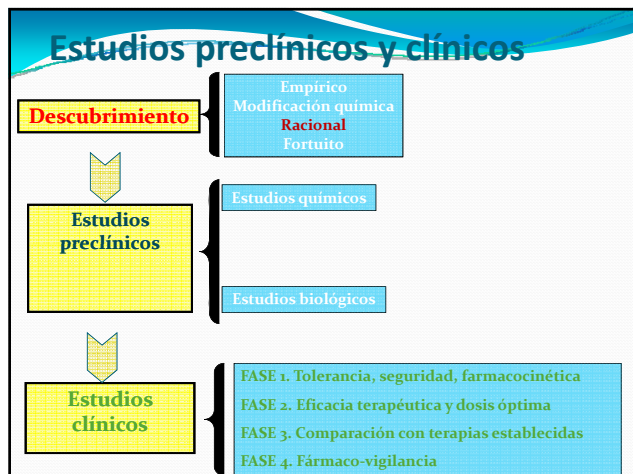 Estudios preclínicos y clínicos
Descubrimiento
Empírico
Modificación química
Racional
Fortuito
Estudios
preclínicos
Estudios químicos
Estudios biológicos
Estudios
clínicos
FASE 1. Tolerancia, seguridad, farmacocinética
FASE 2. Eficacia terapéutica y dosis óptima
FASE 3. Comparación con terapias establecidas
FASE 4. Fármaco-vigilancia